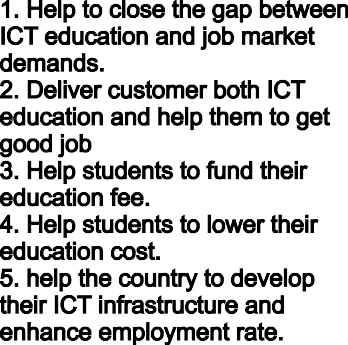 1. Help to close the gap between
ICT education and job market
demands.
2. Deliver customer both ICT
education and help them to get
good job
3. Help students to fund their
education fee.
4. Help students to lower their
education cost.
5. help the country to develop
their ICT infrastructure and
enhance employment rate.